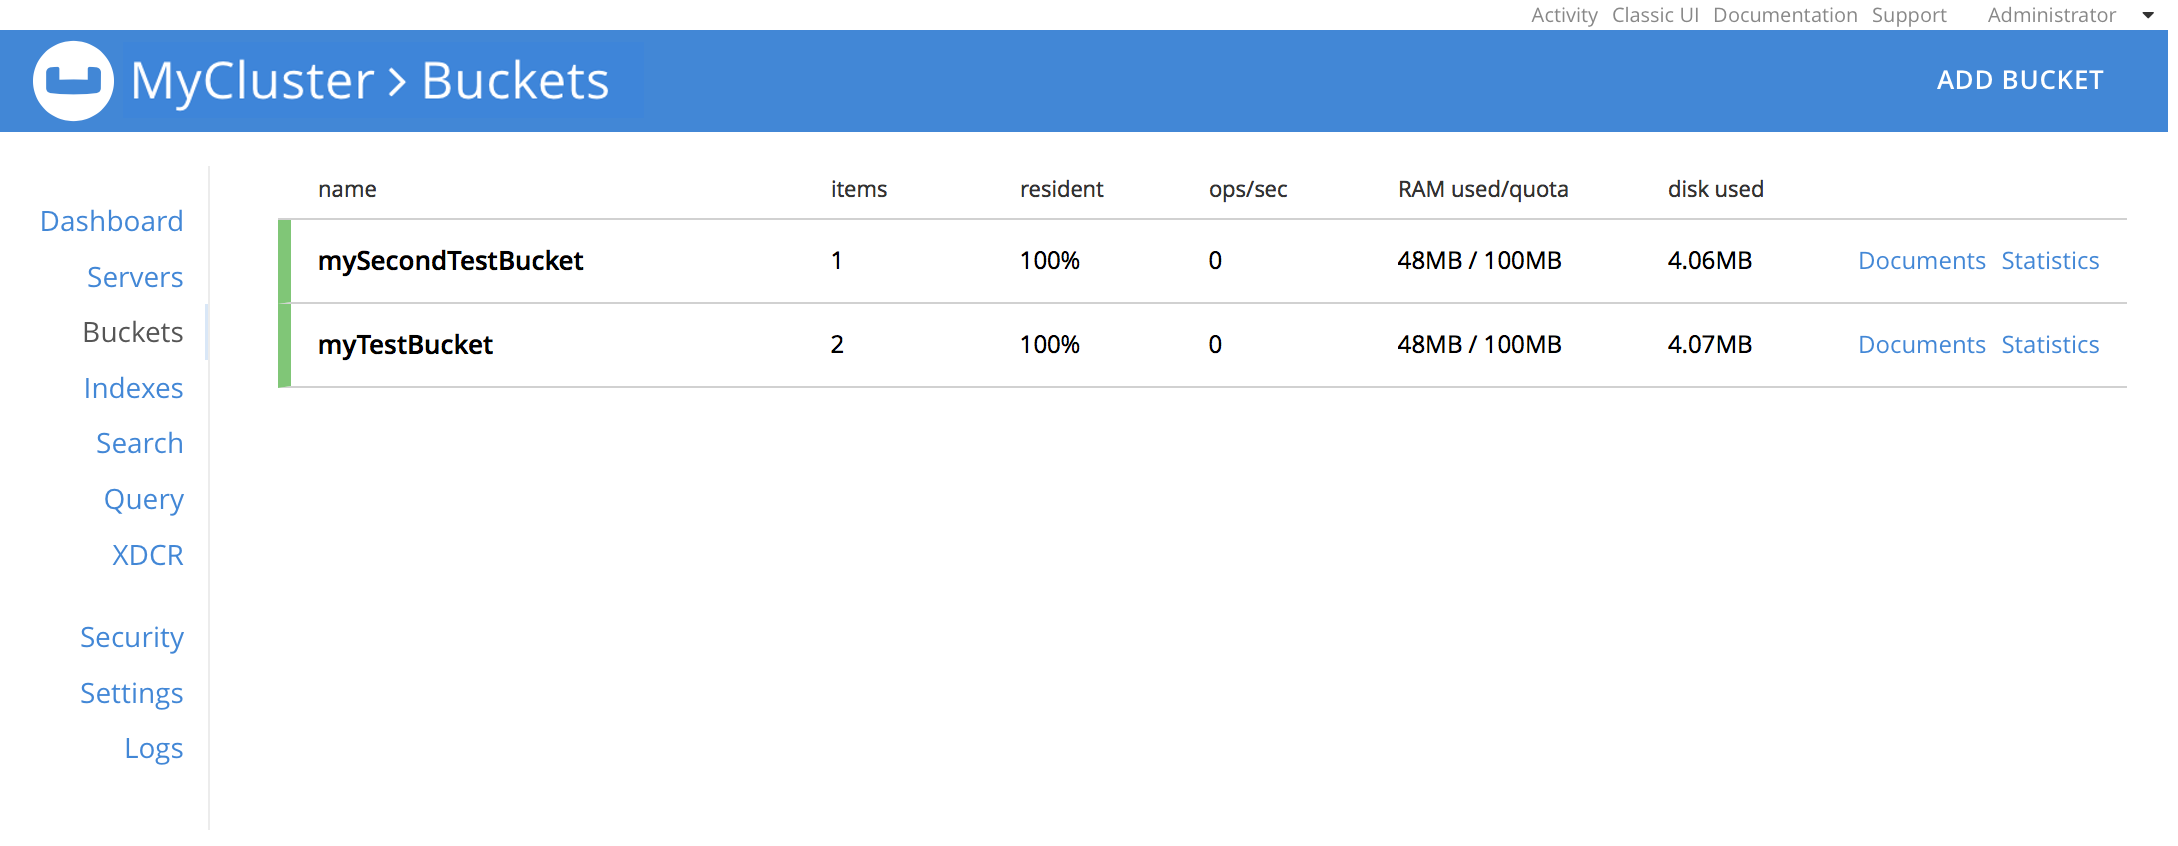 Activity Classic UI Documentation Support Administrator
MyCluster > Buckets ADD BUCKET
Dashboard
Servers
Buckets
Indexes
Search
Query
XDCR
Security
Settings
Logs
name items resident ops/sec RAM used/quota disk used
mySecondTestBucket 1 100% 0 48MB / 100MB 4.06MB Documents Statistics
myTestBucket 2 100% 0 48MB / 100MB 4.07MB Documents Statistics